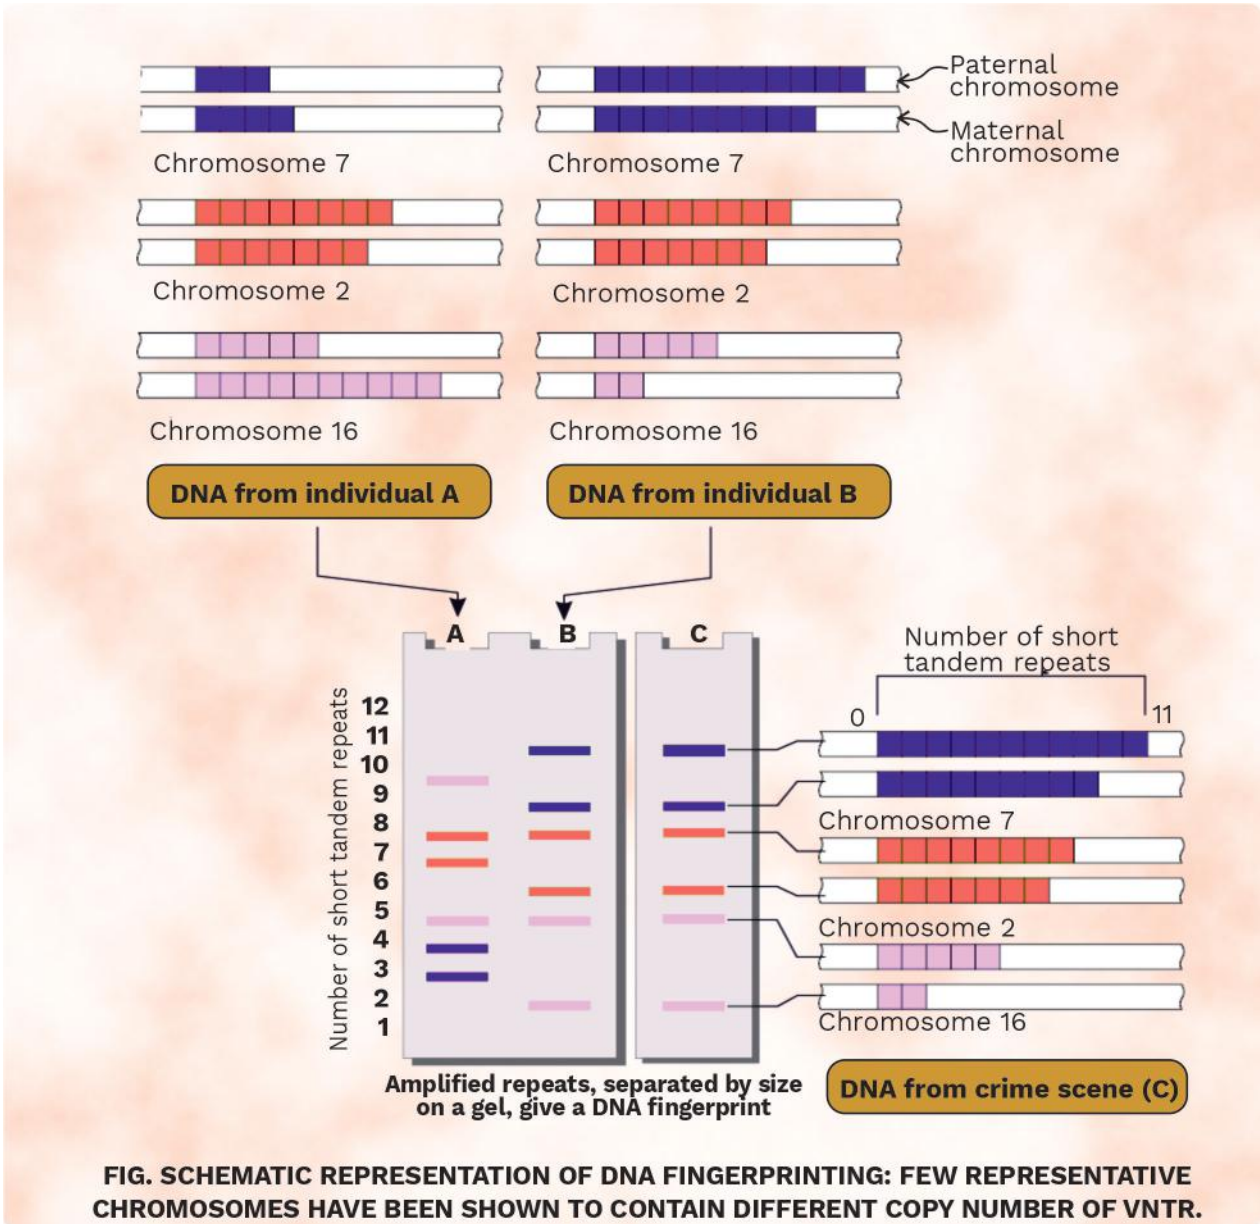 Paternal
chromosome
Maternal
chromosome
Chromosome 7
Chromosome 7
Chromosome 2
Chromosome 2
Chromosome 16
Chromosome 16
DNA from individual A
DNA from individual B
A
B
C
Number of short tandem repeats
12
11
10
9
8
7
6
5
4
3
2
1
Number of short
tandem repeats
0
11
Chromosome 7
Chromosome 2
Chromosome 16
Amplified repeats, separated by size
on a gel, give a DNA fingerprint
DNA from crime scene (C)
FIG. SCHEMATIC REPRESENTATION OF DNA FINGERPRINTING: FEW REPRESENTATIVE
CHROMOSOMES HAVE BEEN SHOWN TO CONTAIN DIFFERENT COPY NUMBER OF VNTR.